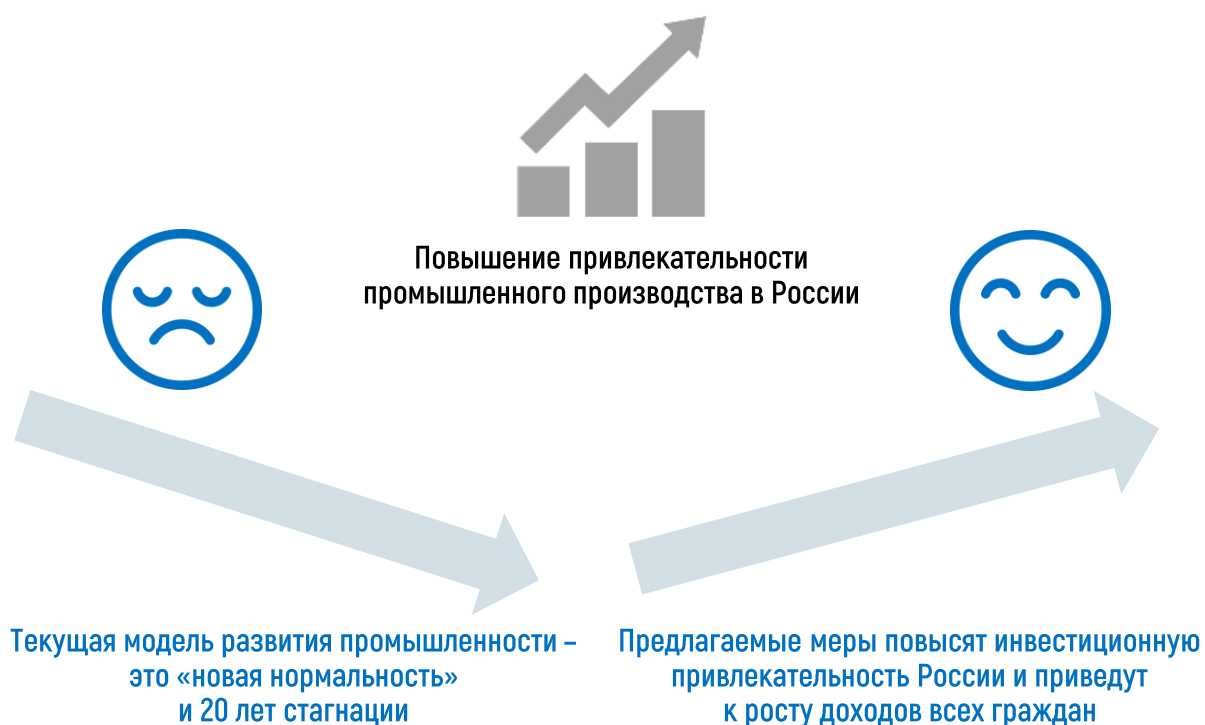 Повышение привлекательности
промышленного производства в России
Текущая модель развития промышленности –
это «новая нормальность»
и 20 лет стагнации
Предлагаемые меры повысят инвестиционную
привлекательность России и приведут
к росту доходов всех граждан